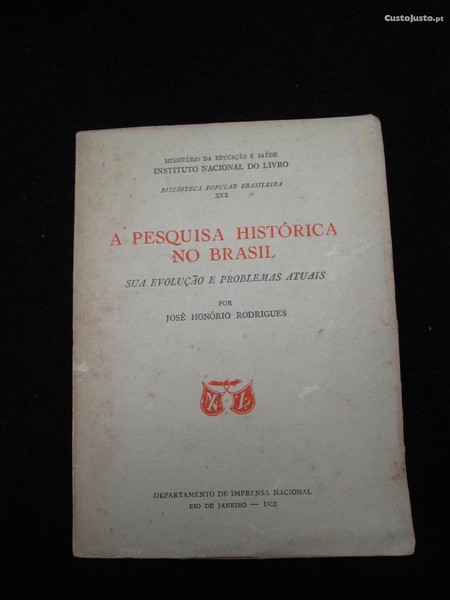 CustoJusto.pt
MINISTÉRIO DA EDUCAÇÃO E SAÚDE
INSTITUTO NACIONAL DO LIVRO
BIBLIOTECA POPULAR BRASILEIRA
XXX
A PESQUISA HISTÓRICA
NO BRASIL
SUA EVOLUÇÃO E PROBLEMAS ATUAIS
POR
JOSÉ HONÓRIO RODRIGUES
DEPARTAMENTO DE IMPRENSA NACIONAL
RIO DE JANEIRO — 1952